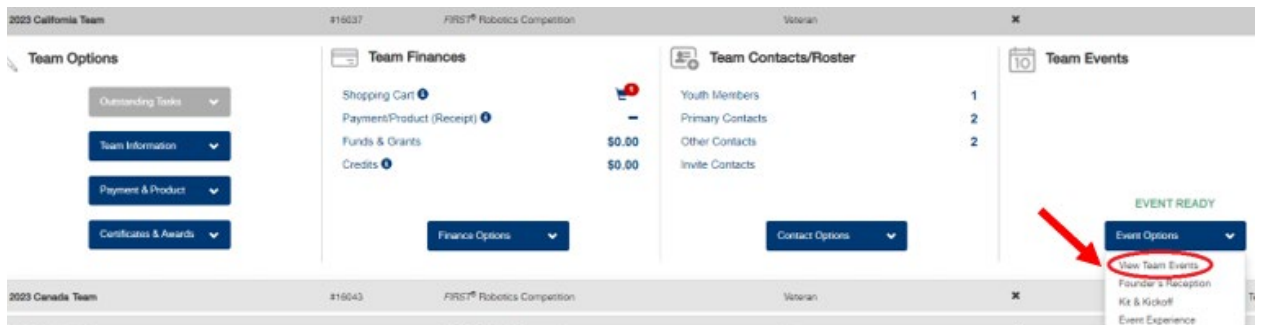 2023 California Team #16037 FIRST® Robotics Competition Veteran ×
Team Options
Outstanding Tasks
Team Information
Payment & Product
Certificates & Awards
Team Finances
Shopping Cart 1
Payment/Product (Receipt) –
Funds & Grants $0.00
Credits $0.00
Finance Options
Team Contacts/Roster
Youth Members 1
Primary Contacts 2
Other Contacts 2
Invite Contacts
Contact Options
10 Team Events
EVENT READY
Event Options
View Team Events
Founder's Reception
Kit & Kickoff
Event Experience
2023 Canada Team #16043 FIRST® Robotics Competition Veteran ×